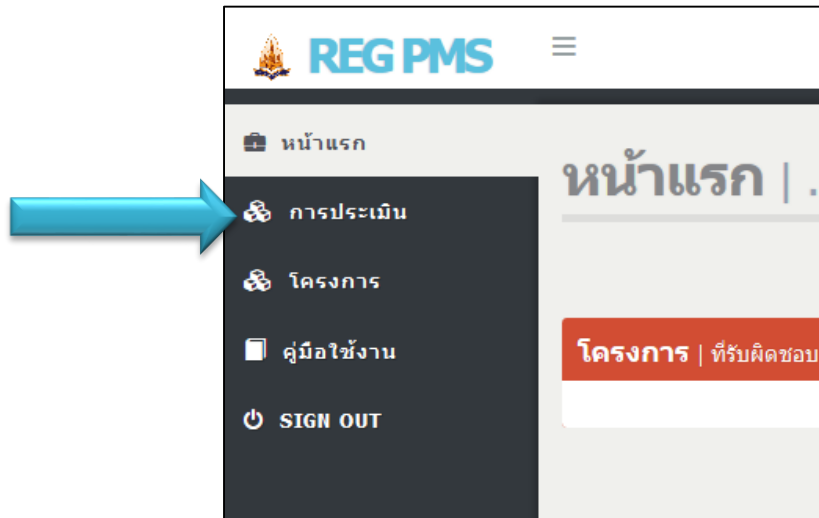 REG PMS
หน้าแรก
หน้าแรก | .
การประเมิน
โครงการ
โครงการ | ที่รับผิดชอบ
คู่มือใช้งาน
SIGN OUT